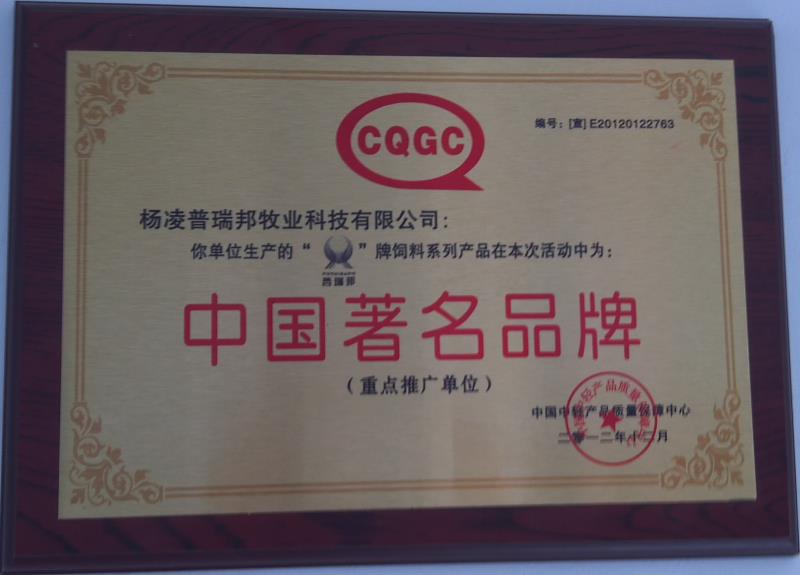 CQGC
编号：[宣] E20120122763
杨凌普瑞邦牧业科技有限公司：
你单位生产的“普瑞邦”牌饲料系列产品在本次活动中为：
中国著名品牌
（重点推广单位）
中国中轻产品质量保障中心
二零一二年十二月